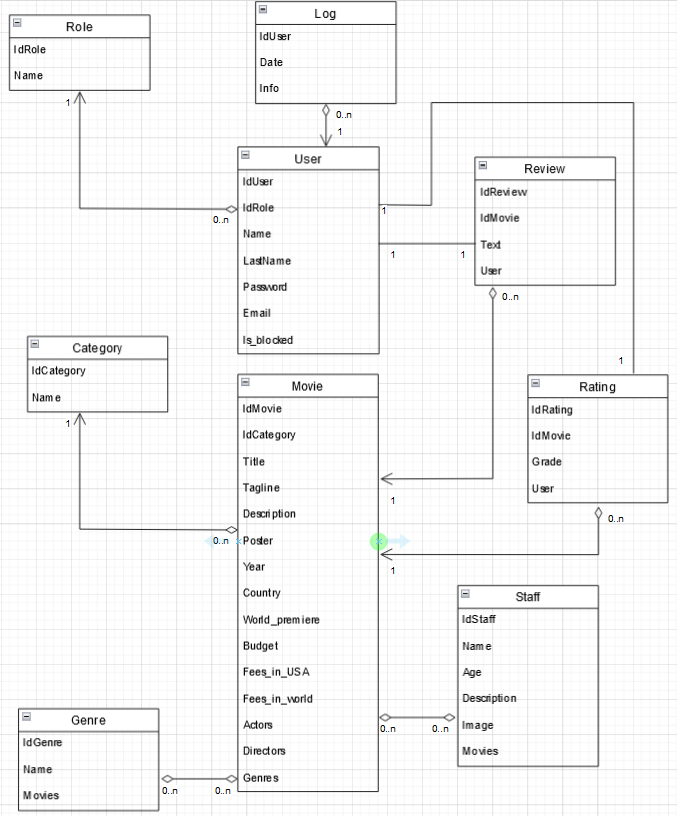 Role
IdRole
Name
1
Log
IdUser
Date
Info
0..n
1
User
IdUser
IdRole
Name
LastName
Password
Email
Is_blocked
0..n
1
1
1
Review
IdReview
IdMovie
Text
User
0..n
1
Category
IdCategory
Name
1
0..n
Movie
IdMovie
IdCategory
Title
Tagline
Description
Poster
Year
Country
World_premiere
Budget
Fees_in_USA
Fees_in_world
Actors
Directors
Genres
1
1
Rating
IdRating
IdMovie
Grade
User
0..n
Staff
IdStaff
Name
Age
Description
Image
Movies
0..n
0..n
Genre
IdGenre
Name
Movies
0..n
0..n